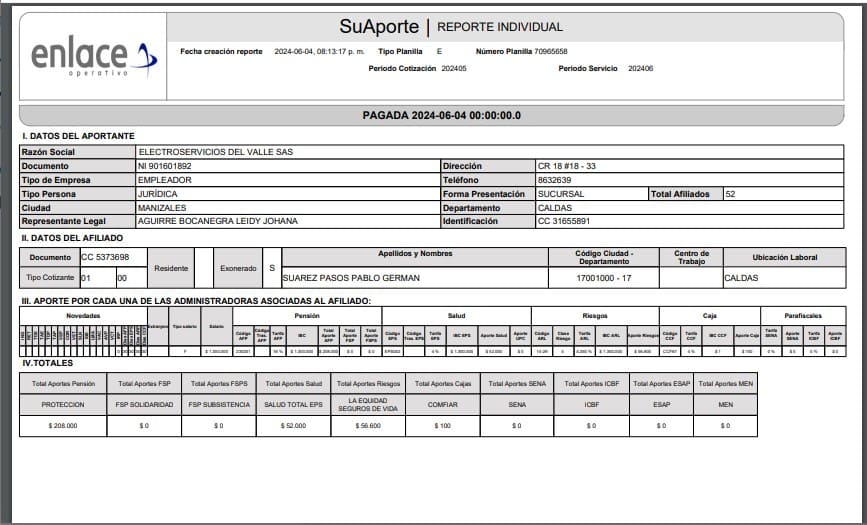 enlace
operativo
SuAporte | REPORTE INDIVIDUAL
Fecha creación reporte 2024-06-04, 08:13:17 p. m. Tipo Planilla E Número Planilla 70965658
Periodo Cotización 202405 Periodo Servicio 202406
PAGADA 2024-06-04 00:00:00.0
I. DATOS DEL APORTANTE
Razón Social ELECTROSERVICIOS DEL VALLE SAS
Documento NI 901601892 Dirección CR 18 #18 - 33
Tipo de Empresa EMPLEADOR Teléfono 8632639
Tipo Persona JURÍDICA Forma Presentación SUCURSAL Total Afiliados 52
Ciudad MANIZALES Departamento CALDAS
Representante Legal AGUIRRE BOCANEGRA LEIDY JOHANA Identificación CC 31655891
II. DATOS DEL AFILIADO
Documento CC 5373698 Residente Exonerado S Apellidos y Nombres Código Ciudad - Departamento Centro de Trabajo Ubicación Laboral
Tipo Cotizante 01 00 SUAREZ PASOS PABLO GERMAN 17001000 - 17 CALDAS
III. APORTE POR CADA UNA DE LAS ADMINISTRADORAS ASOCIADAS AL AFILIADO:
Novedades Pensión Salud Riesgos Caja Parafiscales
Extranjero Tipo salario Salario Código AFP Código Tras. AFP Tarifa AFP IBC Total Aporte AFP Total Aporte FSP Total Aporte FSPS Código EPS Código Tras. EPS Tarifa EPS IBC EPS Aporte Salud Aporte UPC Código ARL Clase Riesgo Tarifa ARL IBC ARL Aporte Riesgos Código CCF Tarifa CCF IBC CCF Aporte Caja Tarifa SENA Aporte SENA Tarifa ICBF Aporte ICBF
F $ 1.300.000 16 % $ 1.300.000 $ 208.000 $ 0 $ 0 4 % $ 1.300.000 $ 52.000 $ 0 $ 1.300.000 $ 56.600 $ 1 $ 100 0 % $ 0 % $ 0
IV.TOTALES
Total Aportes Pensión Total Aportes FSP Total Aportes FSPS Total Aportes Salud Total Aportes Riesgos Total Aportes Cajas Total Aportes SENA Total Aportes ICBF Total Aportes ESAP Total Aportes MEN
PROTECCION FSP SOLIDARIDAD FSP SUBSISTENCIA SALUD TOTAL EPS LA EQUIDAD SEGUROS DE VIDA COMFIAR SENA ICBF ESAP MEN
$ 208.000 $ 0 $ 0 $ 52.000 $ 56.600 $ 100 $ 0 $ 0 $ 0 $ 0